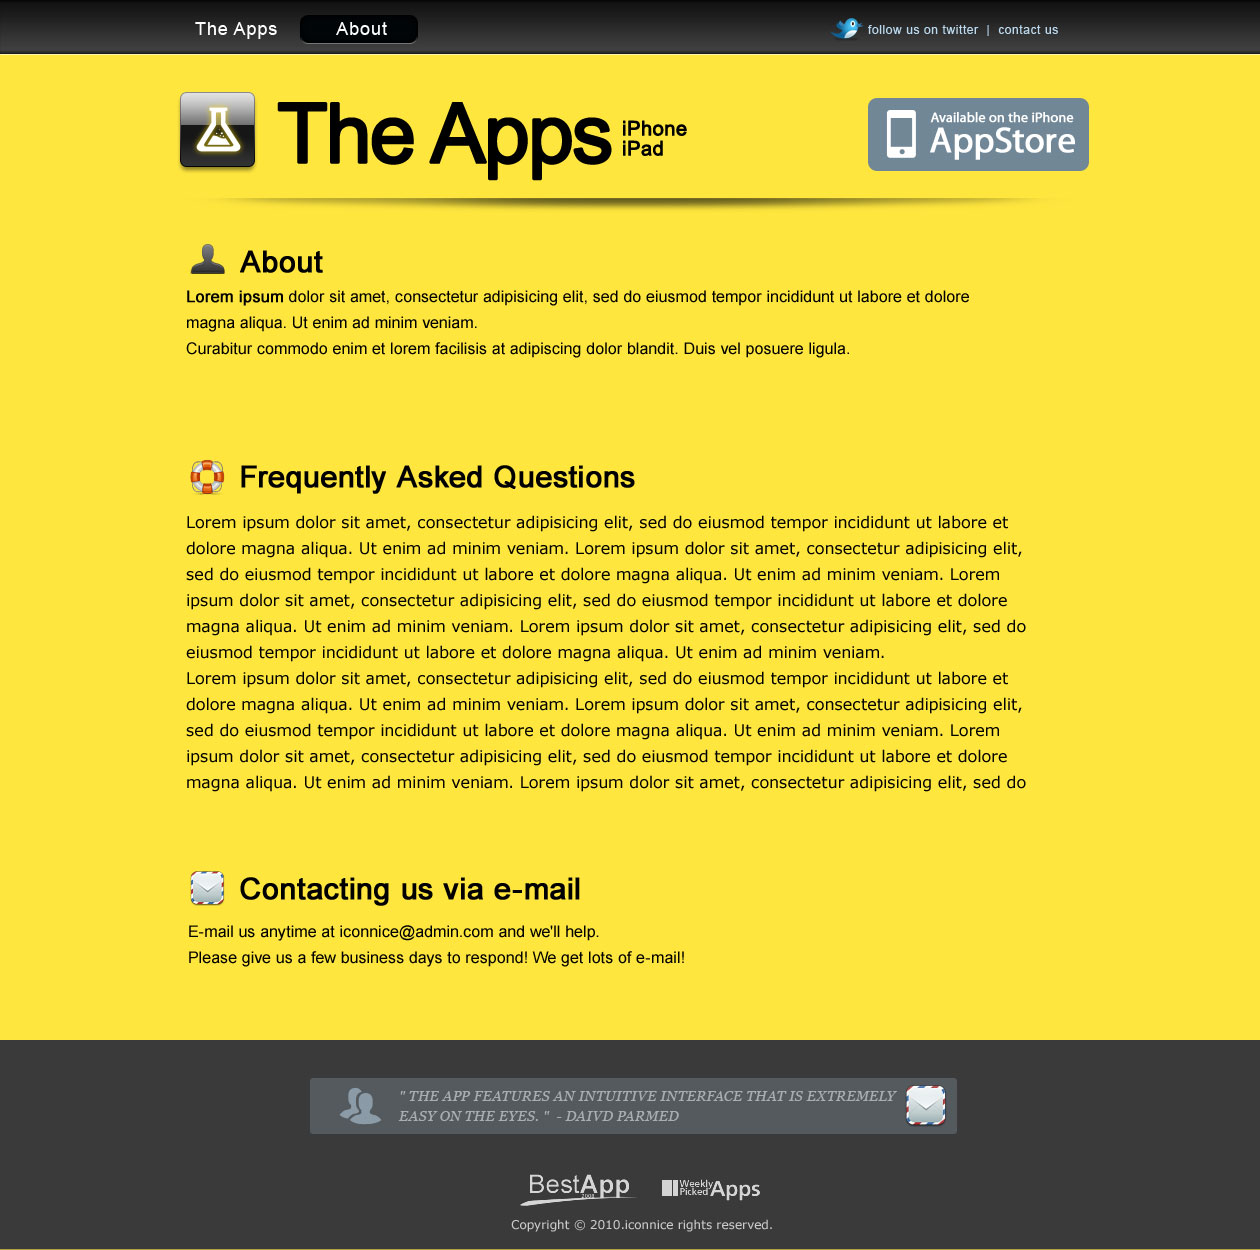 The Apps About follow us on twitter | contact us
The Apps iPhone iPad
Available on the iPhone
AppStore
About
Lorem ipsum dolor sit amet, consectetur adipisicing elit, sed do eiusmod tempor incididunt ut labore et dolore
magna aliqua. Ut enim ad minim veniam.
Curabitur commodo enim et lorem facilisis at adipiscing dolor blandit. Duis vel posuere ligula.
Frequently Asked Questions
Lorem ipsum dolor sit amet, consectetur adipisicing elit, sed do eiusmod tempor incididunt ut labore et
dolore magna aliqua. Ut enim ad minim veniam. Lorem ipsum dolor sit amet, consectetur adipisicing elit,
sed do eiusmod tempor incididunt ut labore et dolore magna aliqua. Ut enim ad minim veniam. Lorem
ipsum dolor sit amet, consectetur adipisicing elit, sed do eiusmod tempor incididunt ut labore et dolore
magna aliqua. Ut enim ad minim veniam. Lorem ipsum dolor sit amet, consectetur adipisicing elit, sed do
eiusmod tempor incididunt ut labore et dolore magna aliqua. Ut enim ad minim veniam.
Lorem ipsum dolor sit amet, consectetur adipisicing elit, sed do eiusmod tempor incididunt ut labore et
dolore magna aliqua. Ut enim ad minim veniam. Lorem ipsum dolor sit amet, consectetur adipisicing elit,
sed do eiusmod tempor incididunt ut labore et dolore magna aliqua. Ut enim ad minim veniam. Lorem
ipsum dolor sit amet, consectetur adipisicing elit, sed do eiusmod tempor incididunt ut labore et dolore
magna aliqua. Ut enim ad minim veniam. Lorem ipsum dolor sit amet, consectetur adipisicing elit, sed do
Contacting us via e-mail
E-mail us anytime at iconnice@admin.com and we'll help.
Please give us a few business days to respond! We get lots of e-mail!
" THE APP FEATURES AN INTUITIVE INTERFACE THAT IS EXTREMELY
EASY ON THE EYES. " - DAIVD PARMED
BestApp 2008
Weekly Picked Apps
Copyright © 2010.iconnice rights reserved.